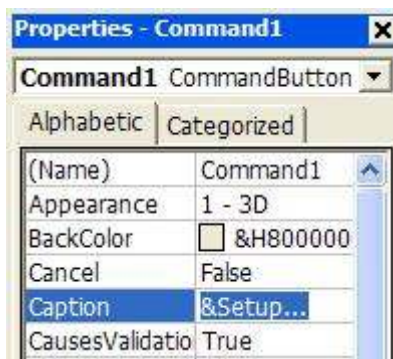 Properties - Command1
Command1 CommandButton
Alphabetic Categorized
(Name) Command1
Appearance 1 - 3D
BackColor &H800000
Cancel False
Caption &Setup...
CausesValidatio True